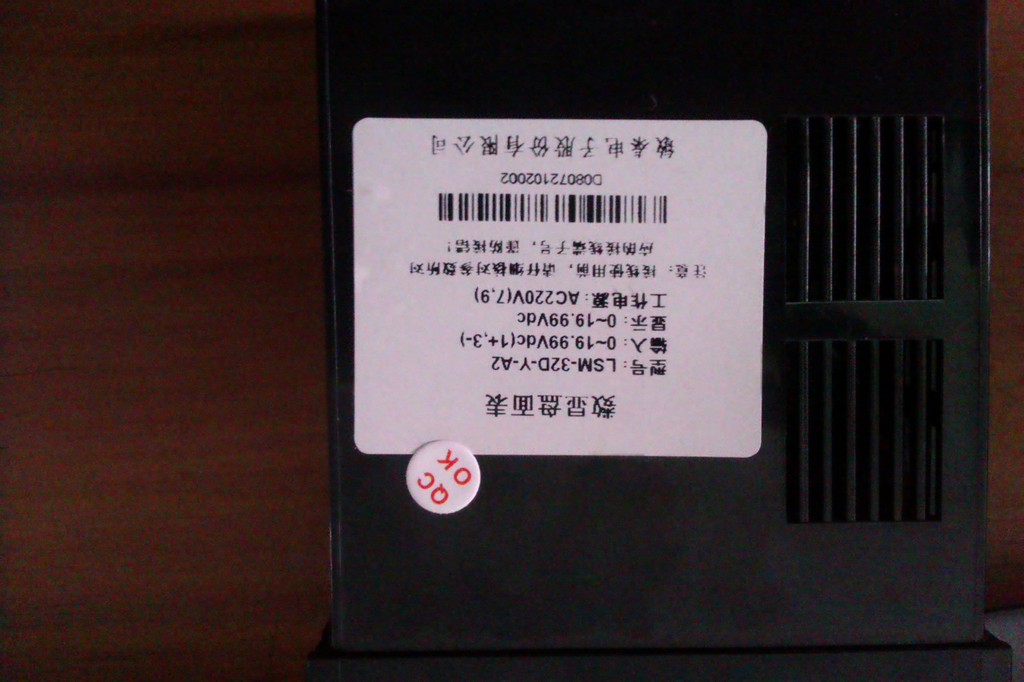 数显盘面表
型号：LSM-32D-Y-A2
输入：0~19.99Vdc(1+,3-)
显示：0~19.99Vdc
工作电源：AC220V(7,9)
注意：接线使用前，请仔细核对参数所对
应的接线端子号，谨防接错！
D08072102002
敏泰电子股份有限公司
QC
OK